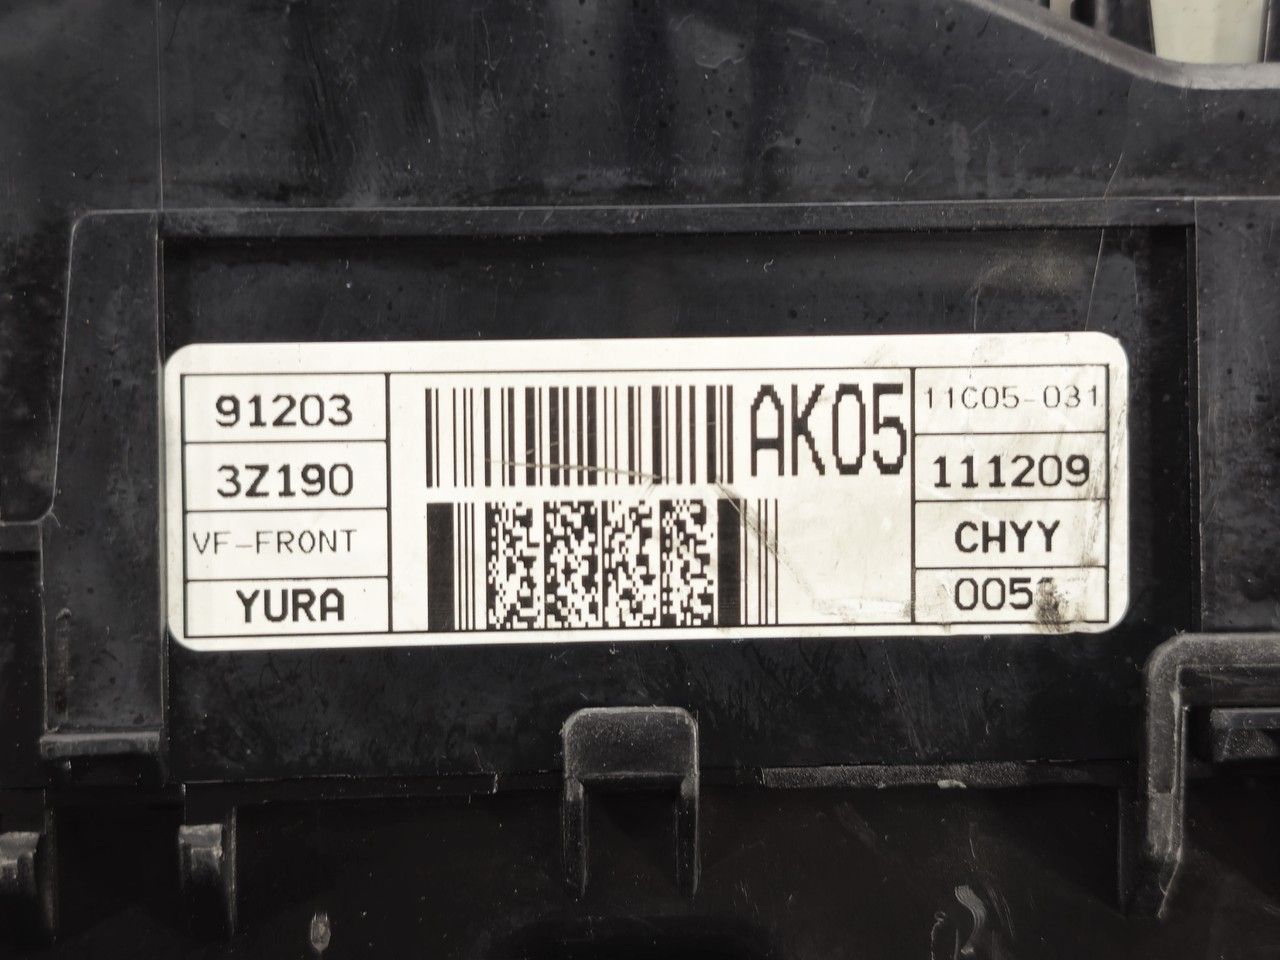 91203
3Z190
VF-FRONT
YURA
AK05
11C05-031
111209
CHYY